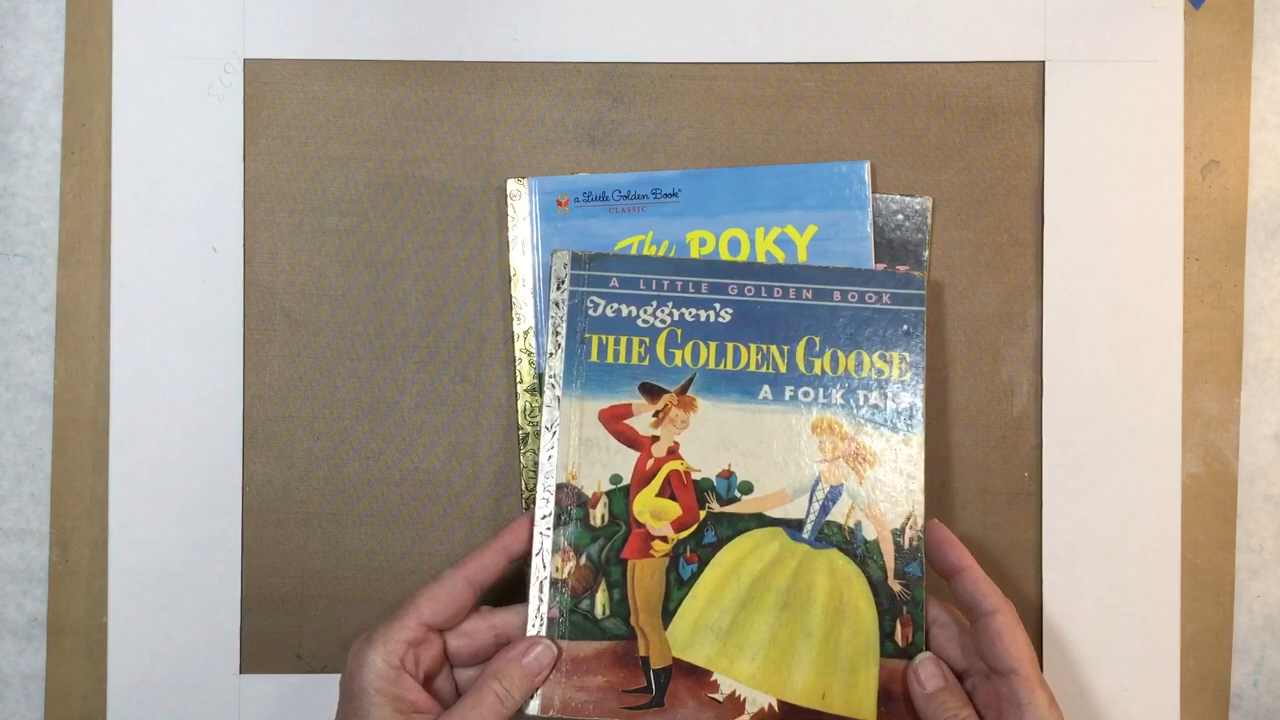 a Little Golden Book®
CLASSIC
The POKY
A LITTLE GOLDEN BOOK
Tenggren's
THE GOLDEN GOOSE
A FOLK TALE